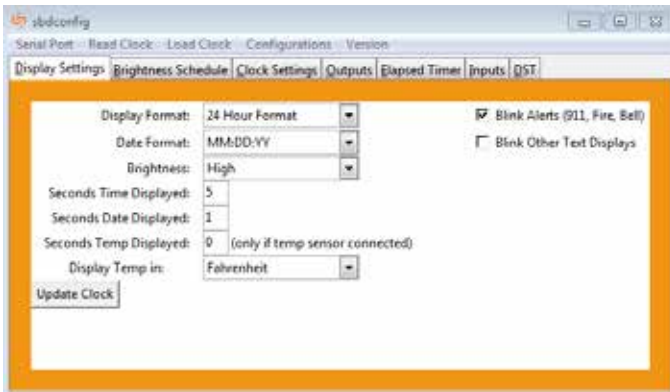 sbdconfig
Serial Port Read Clock Load Clock Configurations Version
Display Settings Brightness Schedule Clock Settings Outputs Elapsed Timer Inputs DST
Display Format: 24 Hour Format
Blink Alerts (911, Fire, Bell)
Date Format: MM:DD:YY
Blink Other Text Displays
Brightness: High
Seconds Time Displayed: 5
Seconds Date Displayed: 1
Seconds Temp Displayed: 0 (only if temp sensor connected)
Display Temp in: Fahrenheit
Update Clock